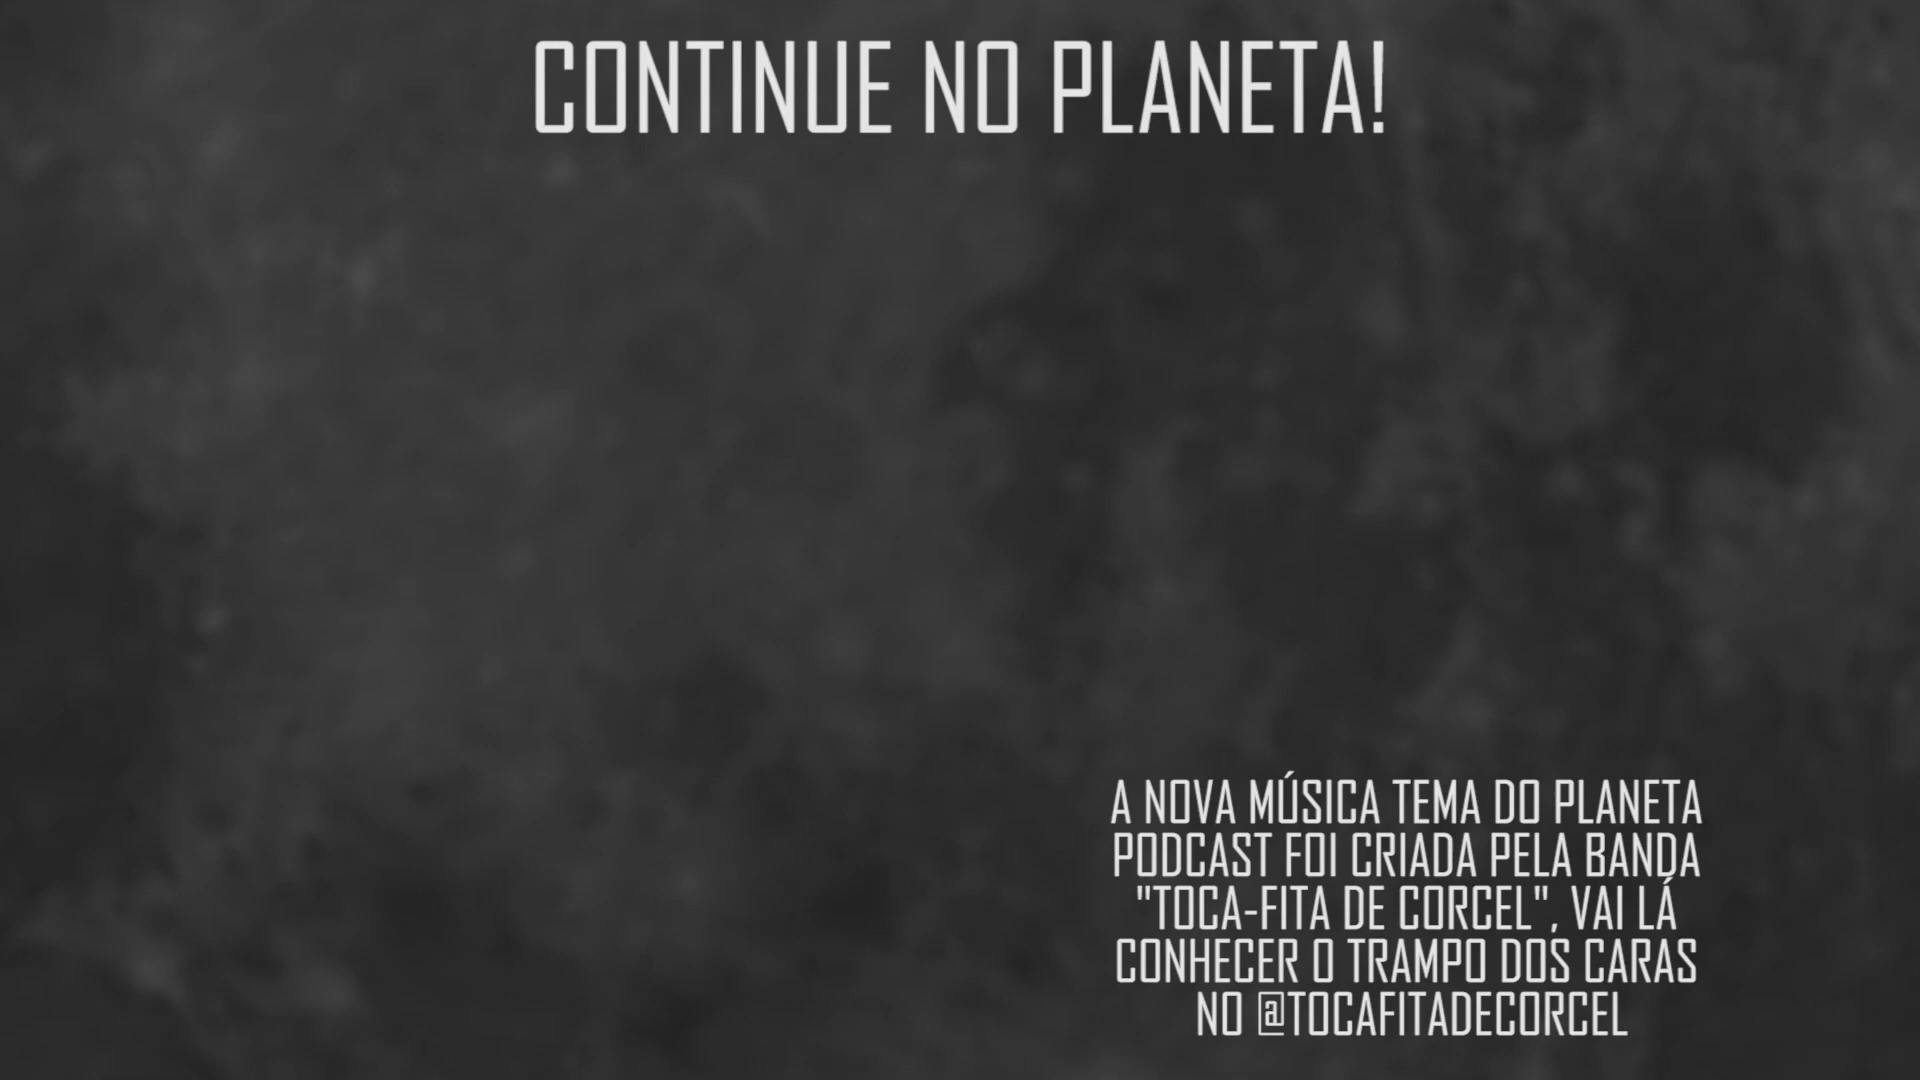 CONTINUE NO PLANETA!
A NOVA MÚSICA TEMA DO PLANETA
PODCAST FOI CRIADA PELA BANDA
"TOCA-FITA DE CORCEL", VAI LÁ
CONHECER O TRAMPO DOS CARAS
NO @TOCAFITADECORCEL